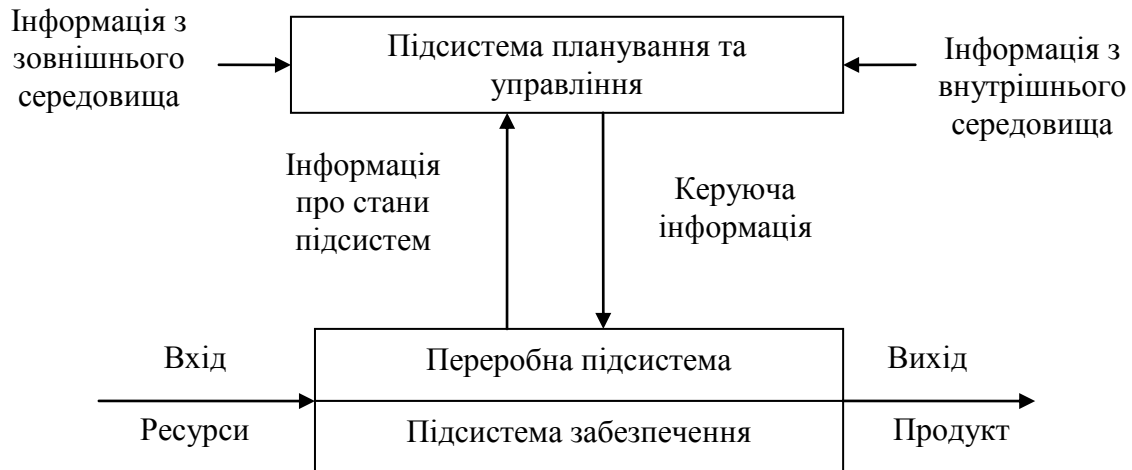 Інформація з
зовнішнього
середовища
Підсистема планування та
управління
Інформація з
внутрішнього
середовища
Інформація
про стани
підсистем
Керуюча
інформація
Вхід
Переробна підсистема
Вихід
Ресурси
Підсистема забезпечення
Продукт